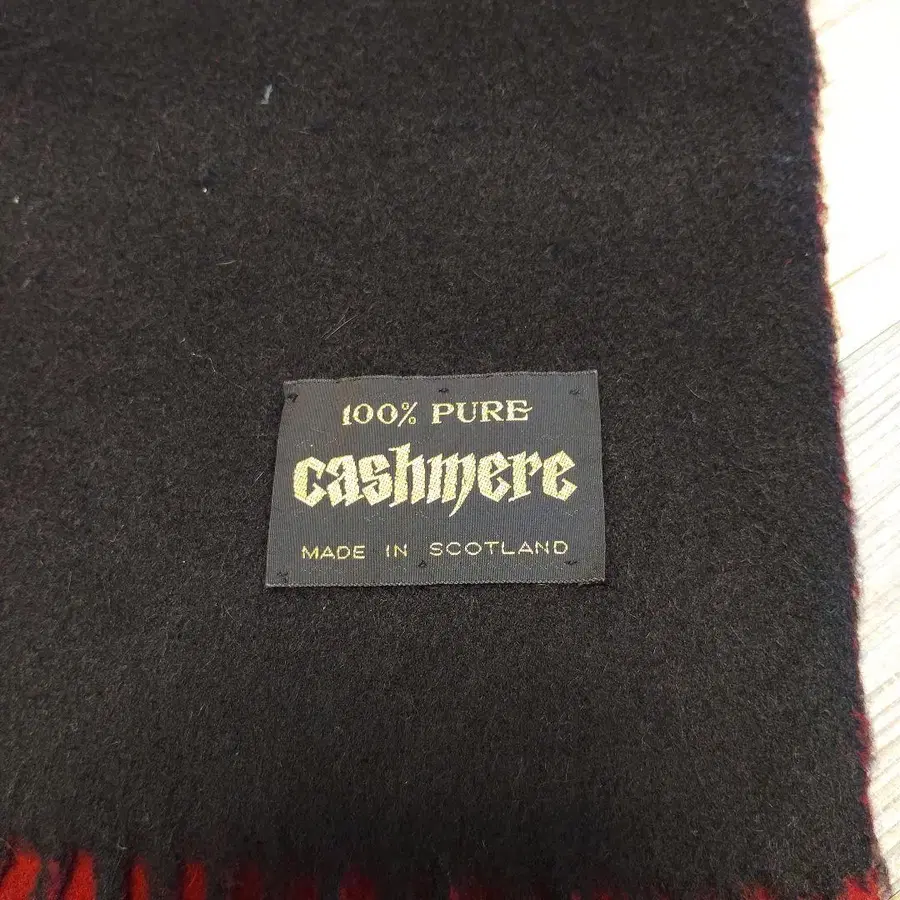 100% PURE
cashmere
MADE IN SCOTLAND